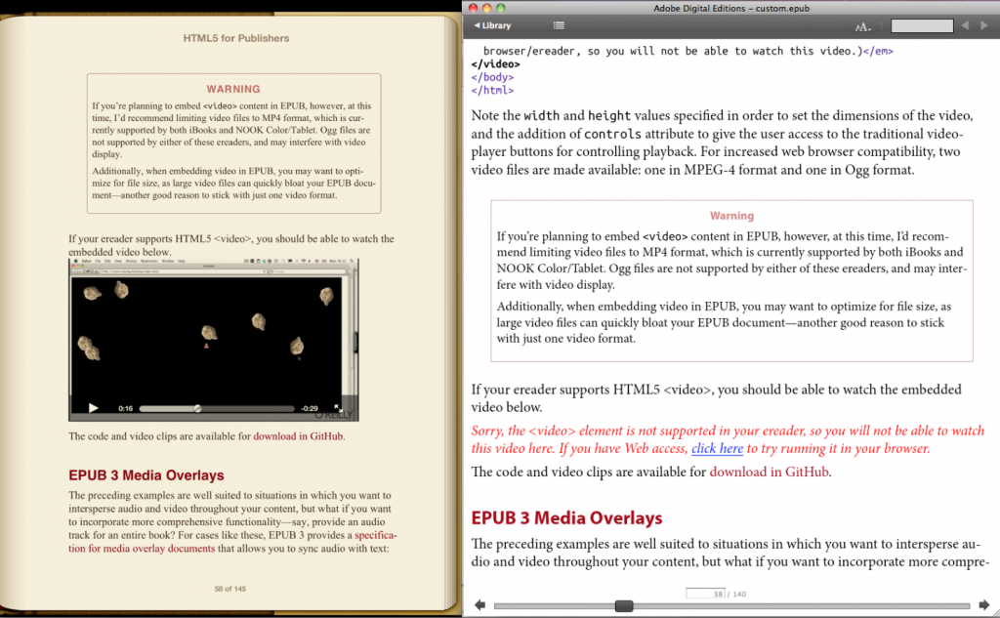 HTML5 for Publishers
WARNING
If you’re planning to embed <video> content in EPUB, however, at this
time, I’d recommend limiting video files to MP4 format, which is cur-
rently supported by both iBooks and NOOK Color/Tablet. Ogg files are
not supported by either of these ereaders, and may interfere with video
display.
Additionally, when embedding video in EPUB, you may want to opti-
mize for file size, as large video files can quickly bloat your EPUB docu-
ment—another good reason to stick with just one video format.
If your ereader supports HTML5 <video>, you should be able to watch the
embedded video below.
0:16
-0:29
O'REILLY
The code and video clips are available for download in GitHub.
EPUB 3 Media Overlays
The preceding examples are well suited to situations in which you want to
intersperse audio and video throughout your content, but what if you want
to incorporate more comprehensive functionality—say, provide an audio
track for an entire book? For cases like these, EPUB 3 provides a specifica-
tion for media overlay documents that allows you to sync audio with text:
58 of 145
Adobe Digital Editions – custom.epub
Library
AA
browser/ereader, so you will not be able to watch this video.)</em>
</video>
</body>
</html>
Note the width and height values specified in order to set the dimensions of the video,
and the addition of controls attribute to give the user access to the traditional video-
player buttons for controlling playback. For increased web browser compatibility, two
video files are made available: one in MPEG-4 format and one in Ogg format.
Warning
If you’re planning to embed <video> content in EPUB, however, at this time, I’d recom-
mend limiting video files to MP4 format, which is currently supported by both iBooks and
NOOK Color/Tablet. Ogg files are not supported by either of these ereaders, and may inter-
fere with video display.
Additionally, when embedding video in EPUB, you may want to optimize for file size, as
large video files can quickly bloat your EPUB document—another good reason to stick
with just one video format.
If your ereader supports HTML5 <video>, you should be able to watch the embedded
video below.
Sorry, the <video> element is not supported in your ereader, so you will not be able to watch
this video here. If you have Web access, click here to try running it in your browser.
The code and video clips are available for download in GitHub.
EPUB 3 Media Overlays
The preceding examples are well suited to situations in which you want to intersperse au-
dio and video throughout your content, but what if you want to incorporate more compre-
38 / 140